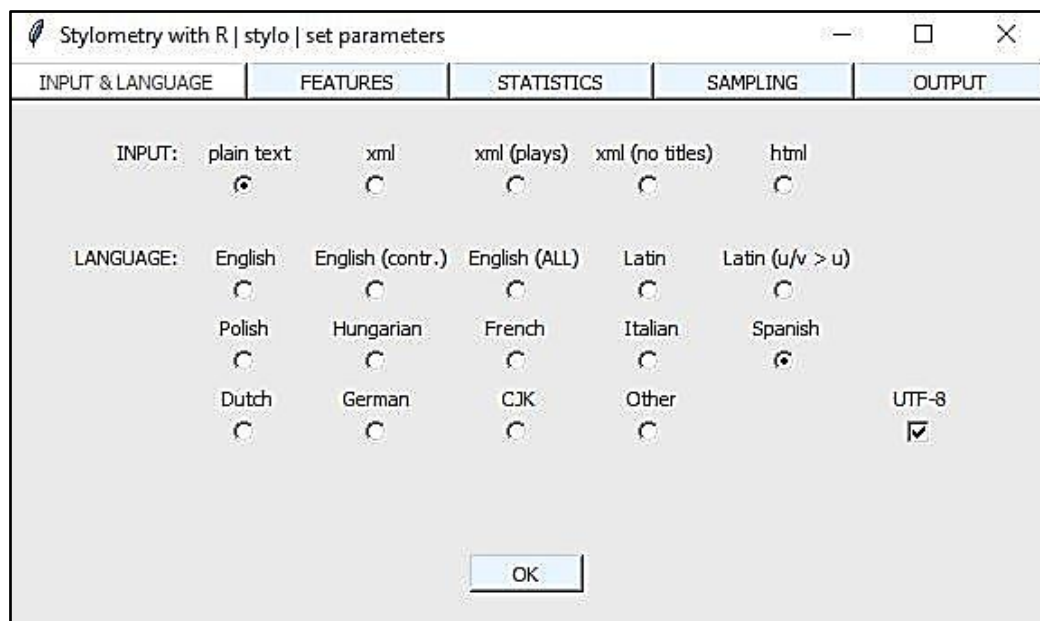 Stylometry with R | stylo | set parameters
INPUT & LANGUAGE FEATURES STATISTICS SAMPLING OUTPUT
INPUT: plain text xml xml (plays) xml (no titles) html
LANGUAGE: English English (contr.) English (ALL) Latin Latin (u/v > u)
Polish Hungarian French Italian Spanish
Dutch German CJK Other UTF-8
OK